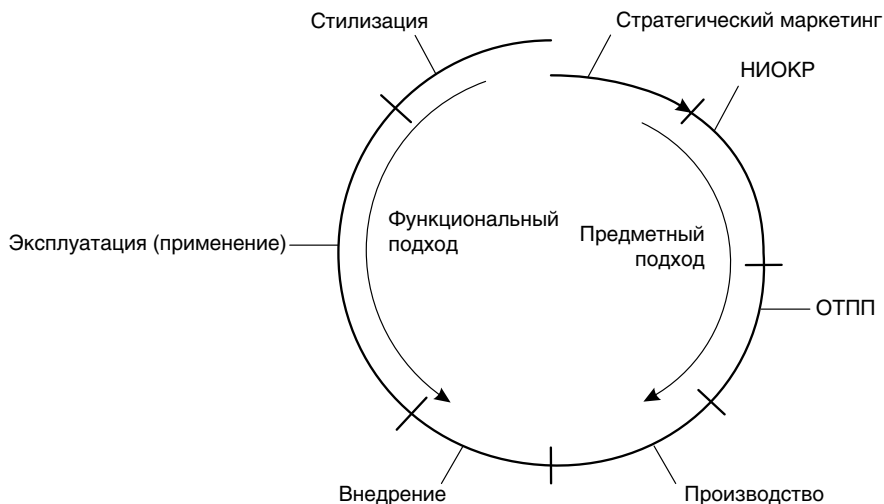 Стилизация
Стратегический маркетинг
НИОКР
Функциональный
подход
Предметный
подход
Эксплуатация (применение)
ОТПП
Внедрение
Производство